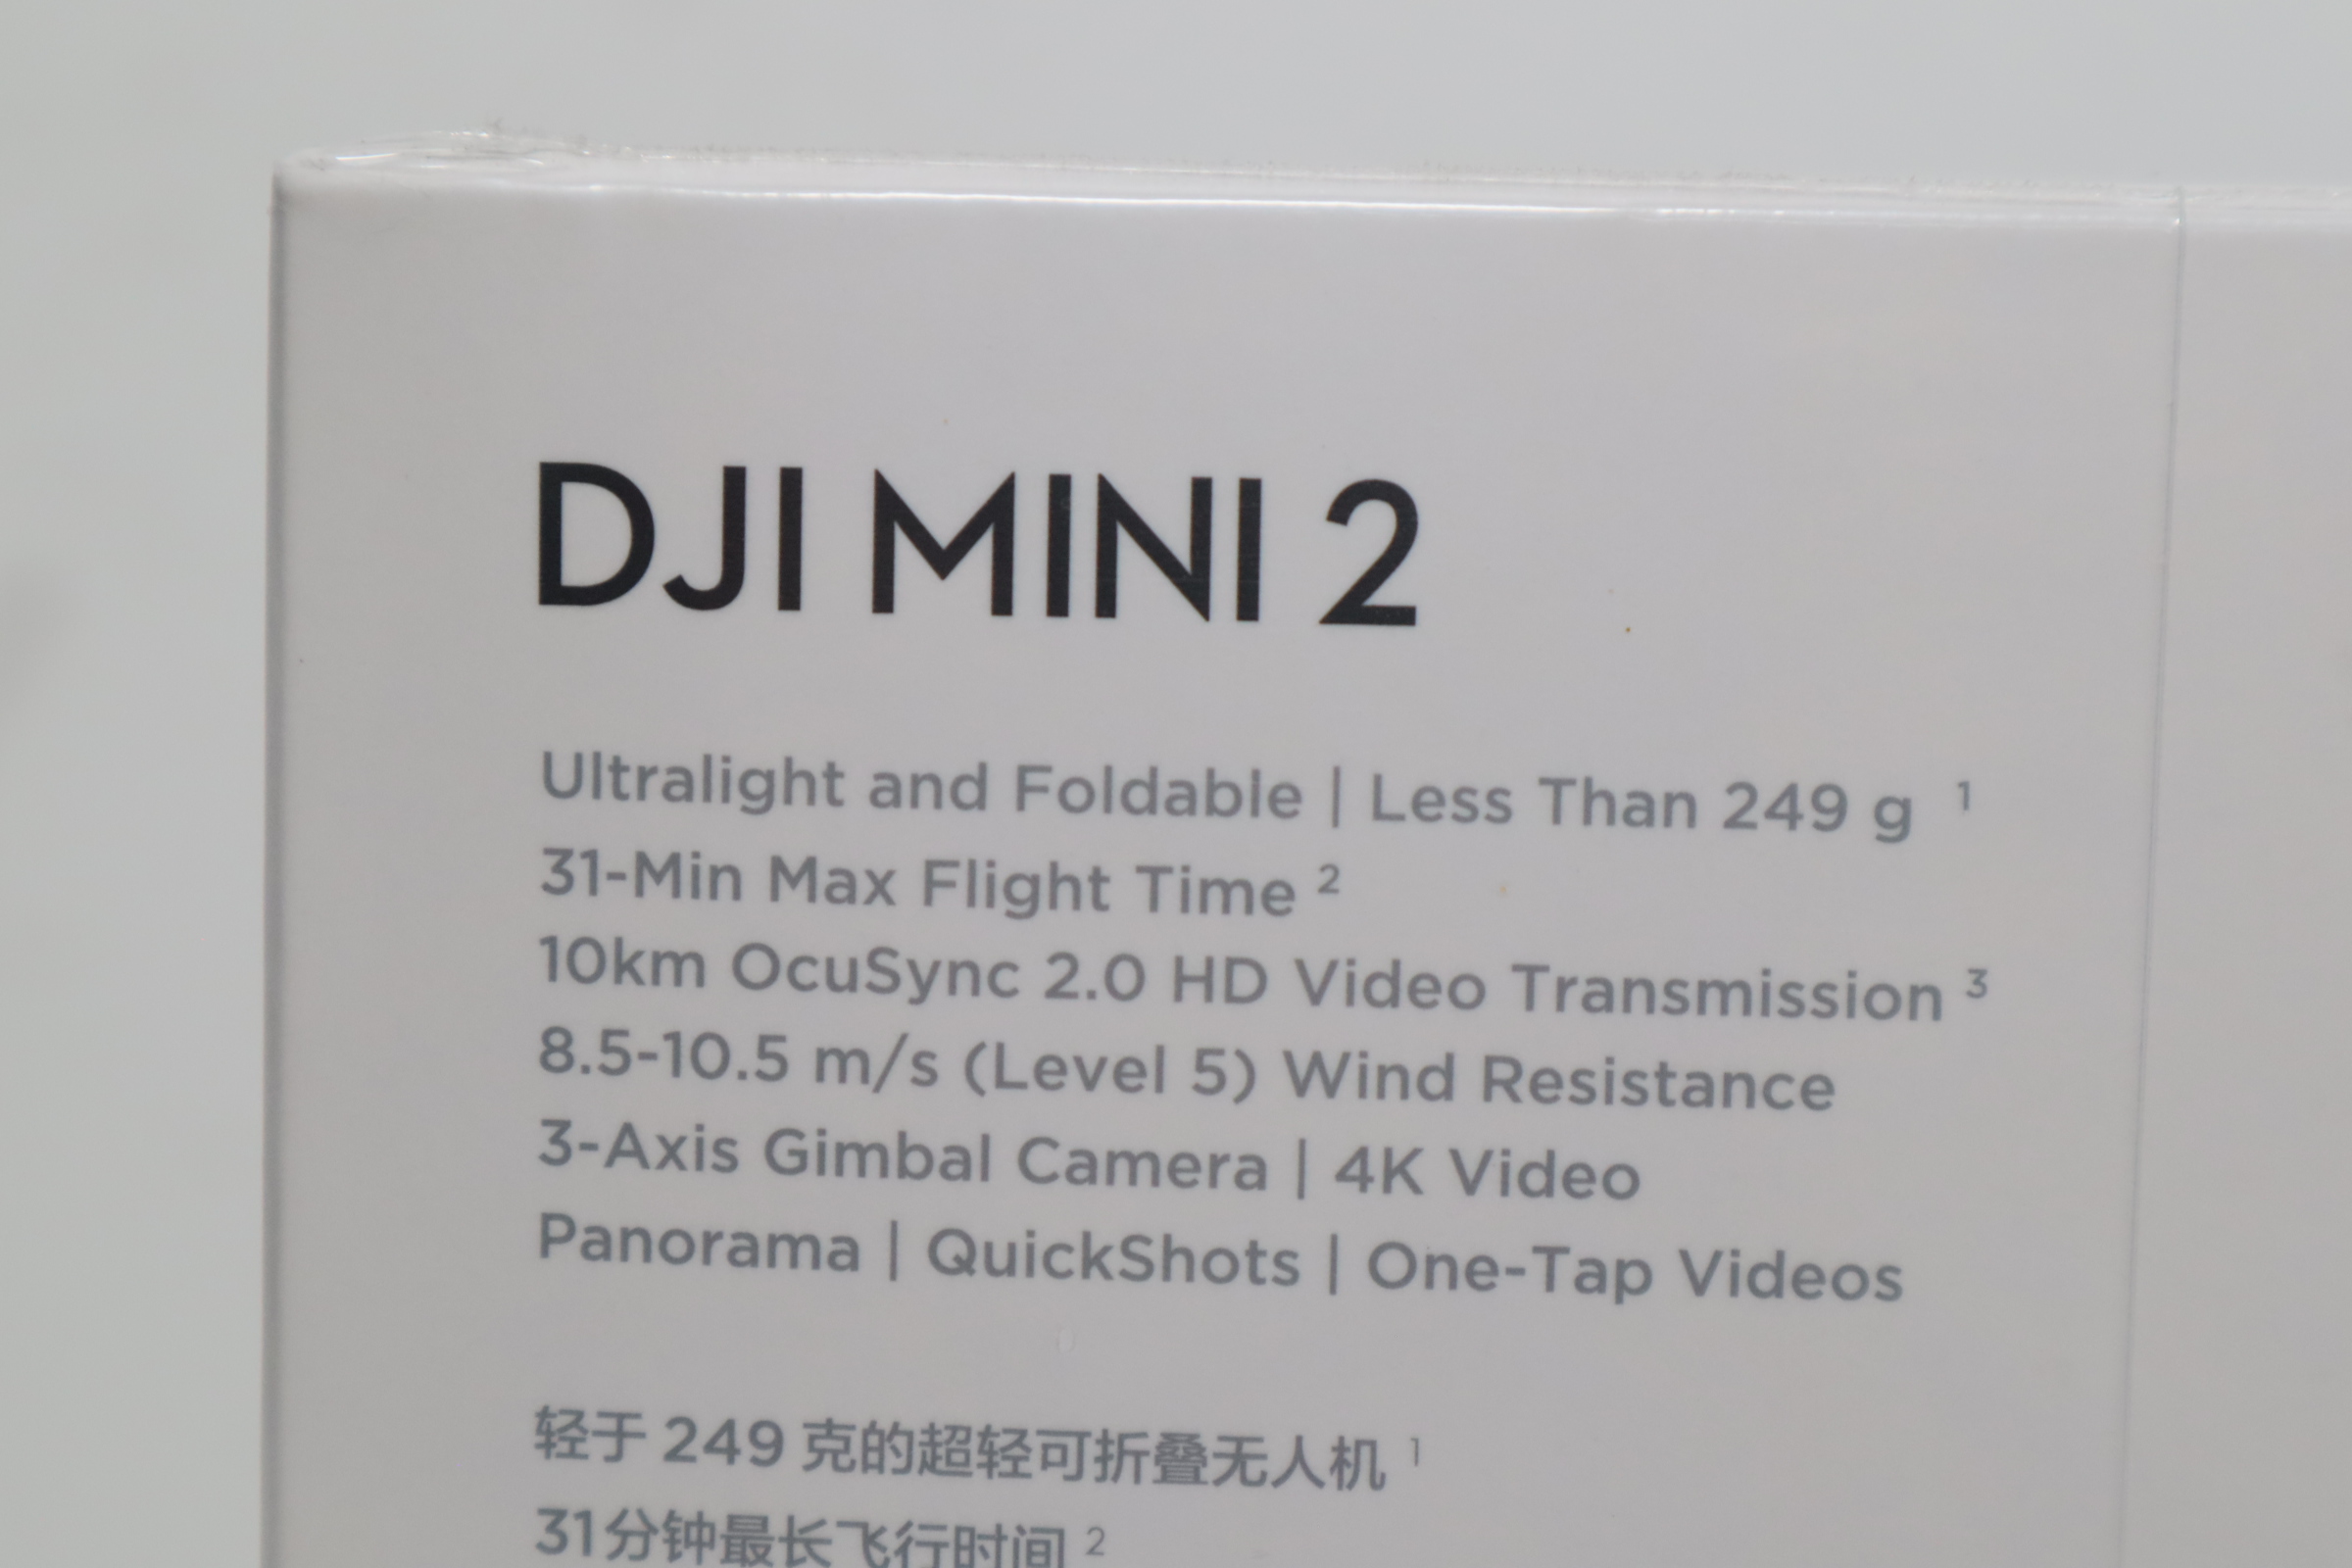 DJI MINI 2
Ultralight and Foldable | Less Than 249 g ¹
31-Min Max Flight Time ²
10km OcuSync 2.0 HD Video Transmission ³
8.5-10.5 m/s (Level 5) Wind Resistance
3-Axis Gimbal Camera | 4K Video
Panorama | QuickShots | One-Tap Videos
轻于 249 克的超轻可折叠无人机 ¹
31分钟最长飞行时间 ²